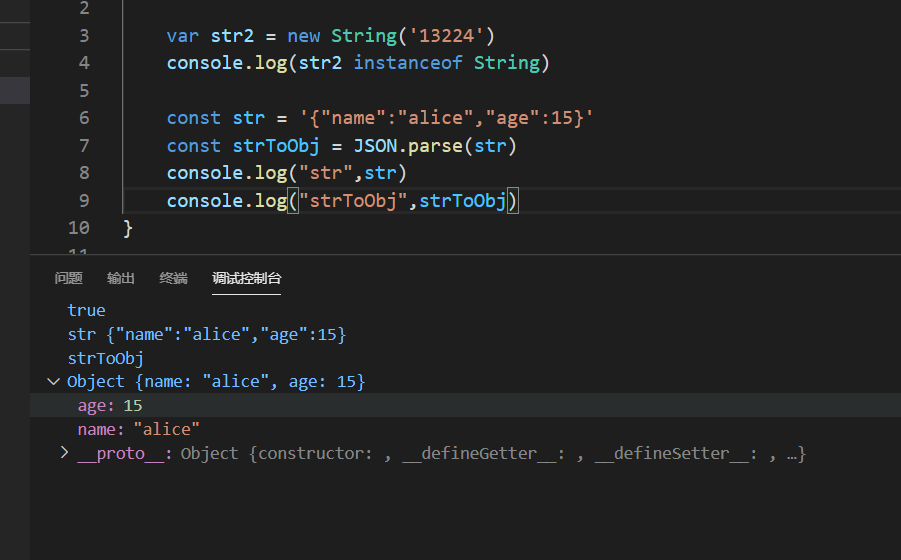 2
3 var str2 = new String('13224')
4 console.log(str2 instanceof String)
5
6 const str = '{"name":"alice","age":15}'
7 const strToObj = JSON.parse(str)
8 console.log("str",str)
9 console.log("strToObj",strToObj)
10 }
11
问题 输出 终端 调试控制台
true
str {"name":"alice","age":15}
strToObj
Object {name: "alice", age: 15}
age: 15
name: "alice"
__proto__: Object {constructor: , __defineGetter__: , __defineSetter__: , …}